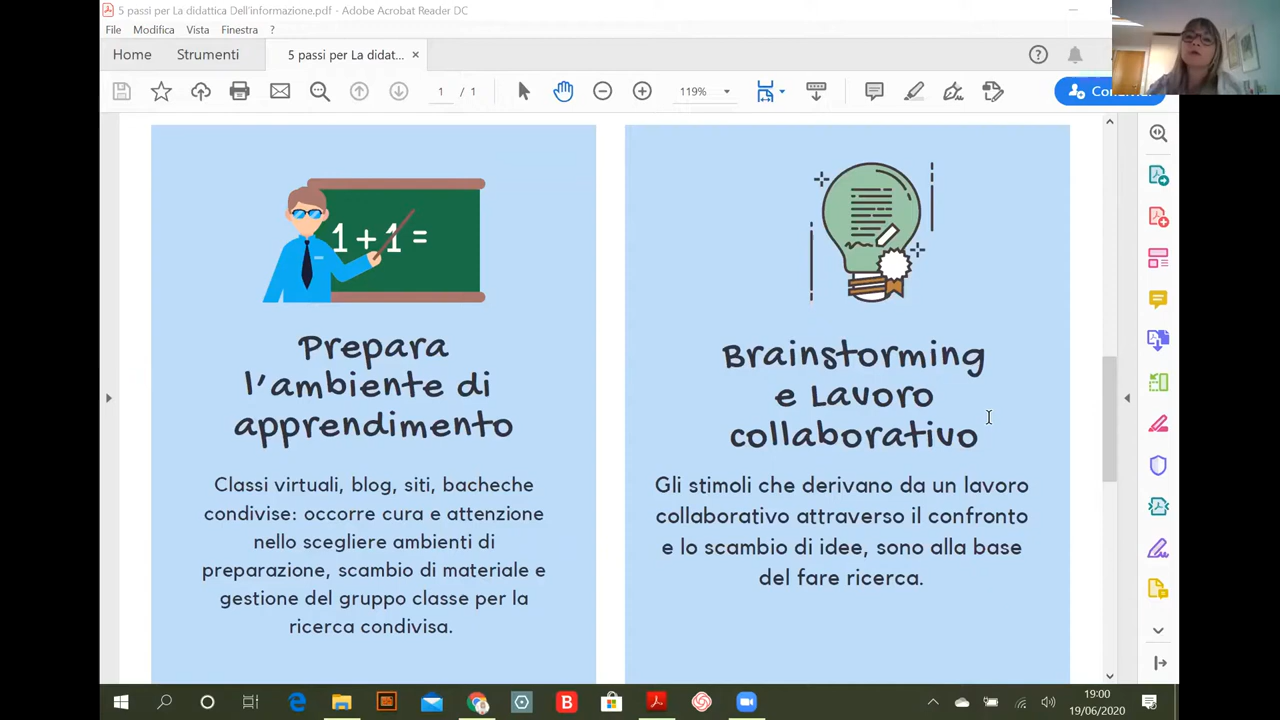 5 passi per La didattica Dell'informazione.pdf - Adobe Acrobat Reader DC
File Modifica Vista Finestra ?
Home Strumenti 5 passi per La didat... ×
1 / 1 119%
1+1=
Prepara
l'ambiente di
apprendimento
Classi virtuali, blog, siti, bacheche
condivise: occorre cura e attenzione
nello scegliere ambienti di
preparazione, scambio di materiale e
gestione del gruppo classe per la
ricerca condivisa.
Brainstorming
e Lavoro
collaborativo
Gli stimoli che derivano da un lavoro
collaborativo attraverso il confronto
e lo scambio di idee, sono alla base
del fare ricerca.
19:00
19/06/2020